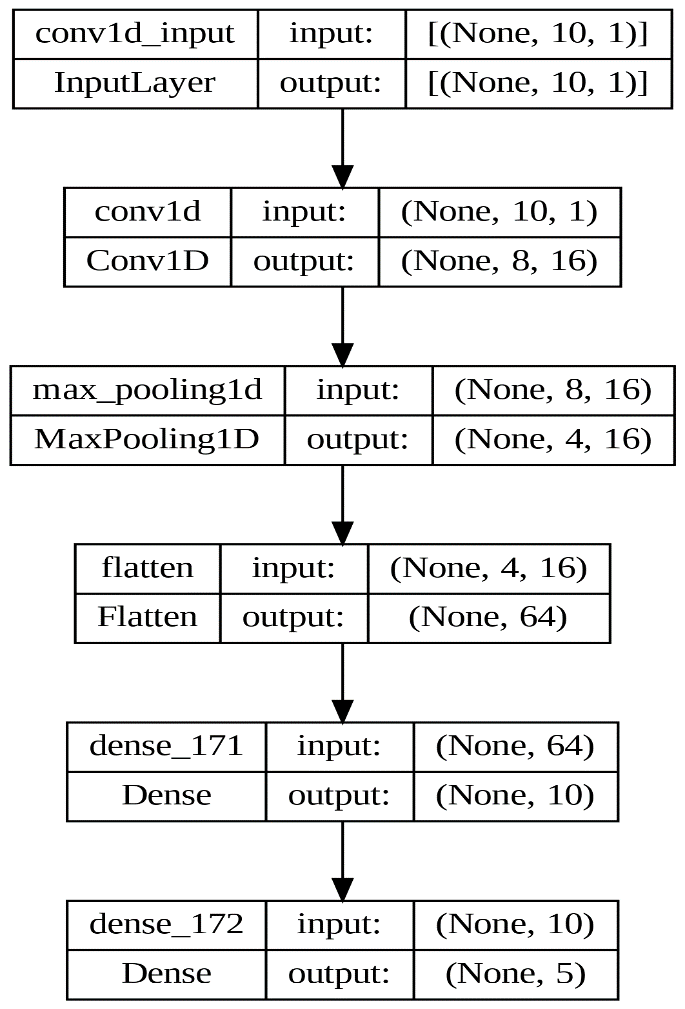 conv1d_input input: [(None, 10, 1)]
InputLayer output: [(None, 10, 1)]
conv1d input: (None, 10, 1)
Conv1D output: (None, 8, 16)
max_pooling1d input: (None, 8, 16)
MaxPooling1D output: (None, 4, 16)
flatten input: (None, 4, 16)
Flatten output: (None, 64)
dense_171 input: (None, 64)
Dense output: (None, 10)
dense_172 input: (None, 10)
Dense output: (None, 5)